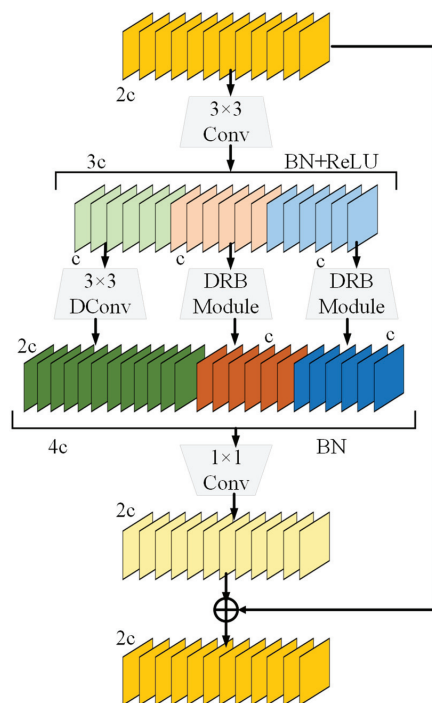 2c
3×3
Conv
3c
BN+ReLU
c
c
c
3×3
DConv
DRB
Module
DRB
Module
2c
c
c
4c
BN
1×1
Conv
2c
2c